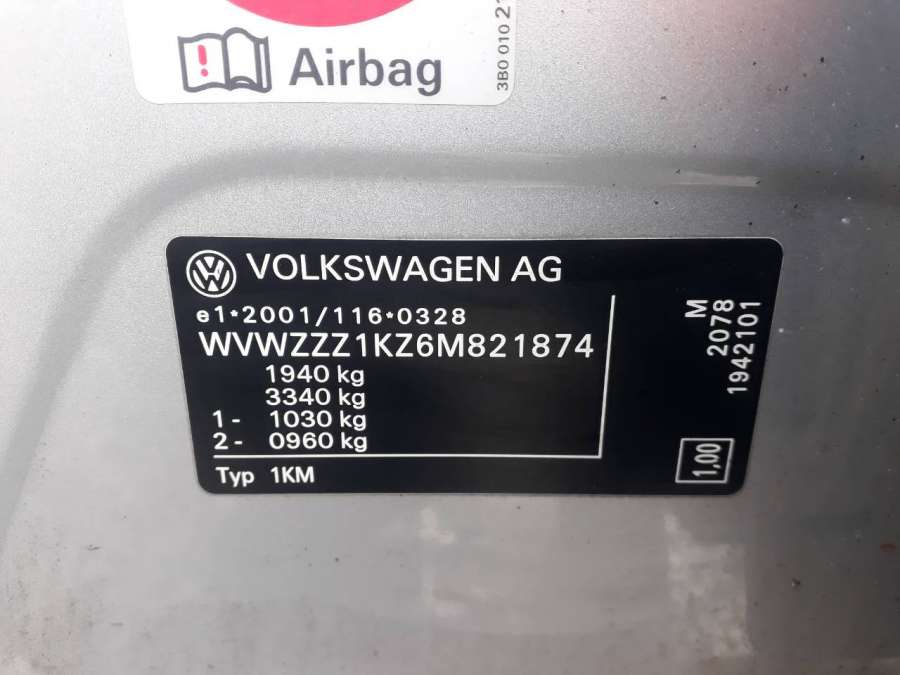 Airbag
3B0 010 21
VOLKSWAGEN AG
e1*2001/116*0328
WVWZZZ1KZ6M821874
1940 kg
3340 kg
1- 1030 kg
2- 0960 kg
Typ 1KM
M
2078
1942101
1,00